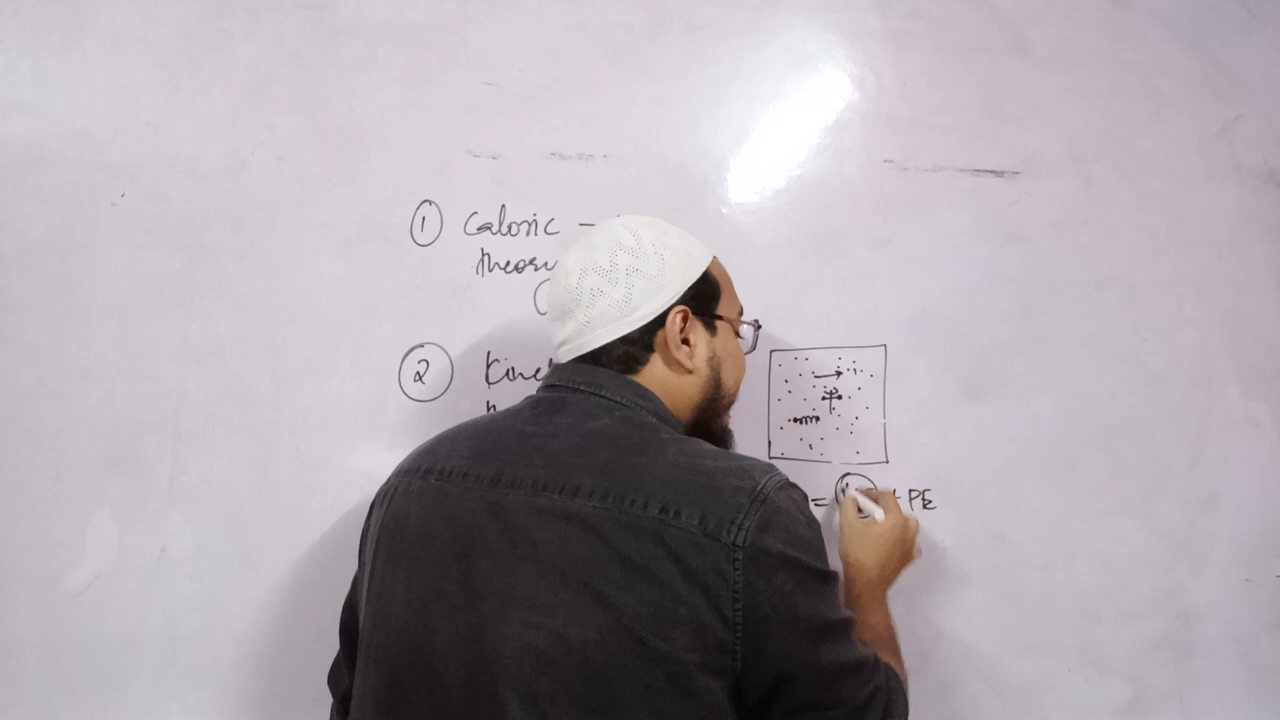 ① Caloric –
theory
② Kine
= + PE